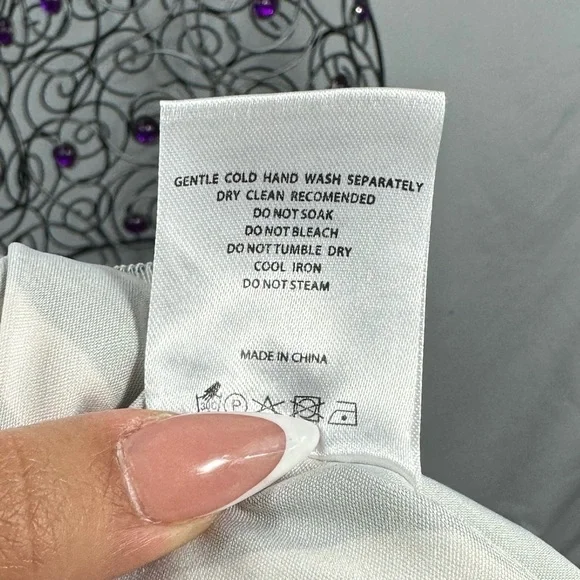 GENTLE COLD HAND WASH SEPARATELY
DRY CLEAN RECOMENDED
DO NOT SOAK
DO NOT BLEACH
DO NOT TUMBLE DRY
COOL IRON
DO NOT STEAM
MADE IN CHINA
P